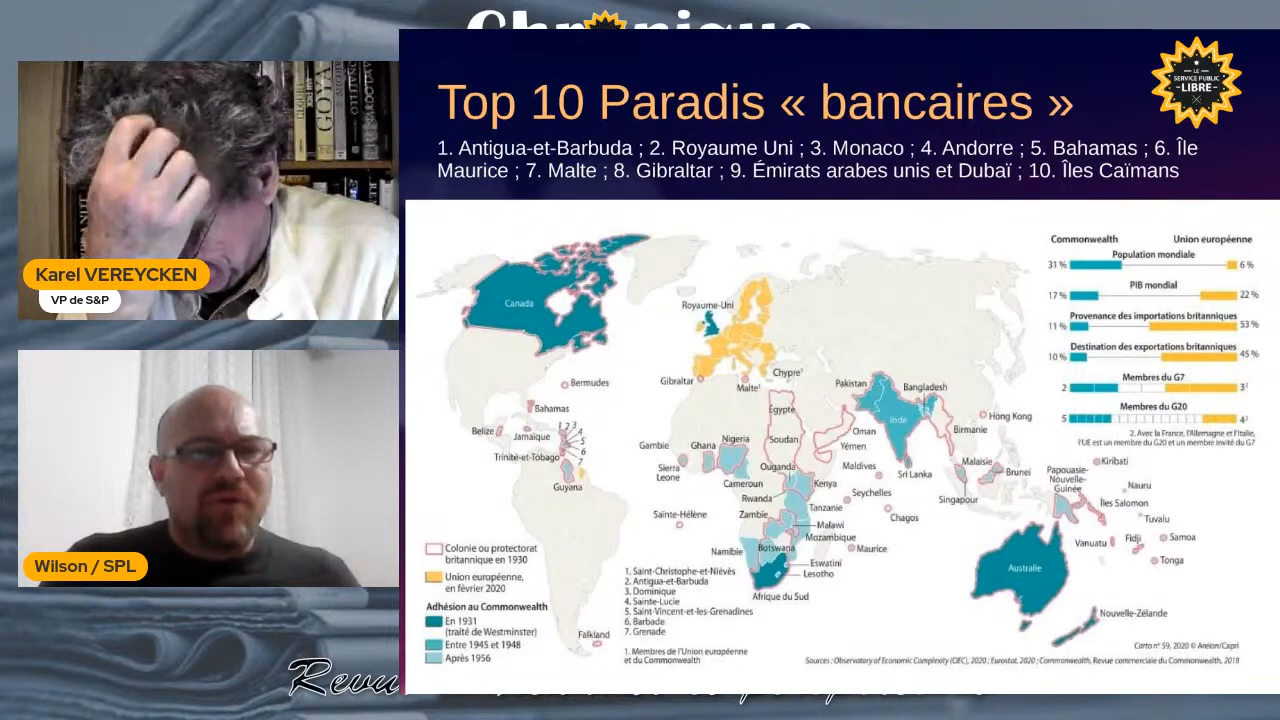 Chronique
Top 10 Paradis « bancaires »
LE
SERVICE PUBLIC
LIBRE
1. Antigua-et-Barbuda ; 2. Royaume Uni ; 3. Monaco ; 4. Andorre ; 5. Bahamas ; 6. Île
Maurice ; 7. Malte ; 8. Gibraltar ; 9. Émirats arabes unis et Dubaï ; 10. Îles Caïmans
GOYA
Karel VEREYCKEN
VP de S&P
Wilson / SPL
Commonwealth Union européenne
Population mondiale
31 % 6 %
PIB mondial
17 % 22 %
Provenance des importations britanniques
11 % 53 %
Destination des exportations britanniques
10 % 45 %
Membres du G7
2 3²
Membres du G20
5 4²
2. Avec la France, l'Allemagne et l'Italie,
l'UE est un membre du G20 et un membre invité du G7
Canada
Royaume-Uni
Gibraltar
Malte¹
Chypre¹
Pakistan
Bangladesh
Inde
Bermudes
Bahamas
Belize
Jamaïque
1 2 3
4
5
6
7
Trinité-et-Tobago
Guyana
Gambie
Ghana
Nigeria
Sierra
Leone
Cameroun
Égypte
Soudan
Ouganda
Rwanda
Kenya
Tanzanie
Zambie
Malawi
Mozambique
Namibie
Botswana
Eswatini
Lesotho
Afrique du Sud
Sainte-Hélène
Oman
Yémen
Maldives
Seychelles
Chagos
Maurice
Sri Lanka
Birmanie
Hong Kong
Malaisie
Brunei
Singapour
Papouasie-
Nouvelle-
Guinée
Kiribati
Nauru
Îles Salomon
Tuvalu
Vanuatu
Fidji
Samoa
Tonga
Australie
Nouvelle-Zélande
Falkland
Colonie ou protectorat
britannique en 1930
Union européenne,
en février 2020
Adhésion au Commonwealth
En 1931
(traité de Westminster)
Entre 1945 et 1948
Après 1956
1. Saint-Christophe-et-Niévès
2. Antigua-et-Barbuda
3. Dominique
4. Sainte-Lucie
5. Saint-Vincent-et-les-Grenadines
6. Barbade
7. Grenade
1. Membres de l'Union européenne
et du Commonwealth
Carto n° 59, 2020 © Areion/Capri
Sources : Observatory of Economic Complexity (OEC), 2020 ; Eurostat, 2020 ; Commonwealth, Revue commerciale du Commonwealth, 2018
Revu